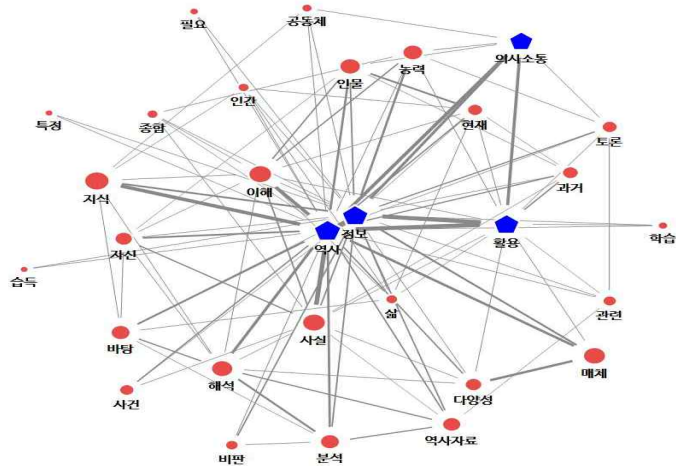 필요
공동체
의사소통
능력
인물
인간
현재
특정
종합
토론
이해
과거
지식
정보
역사
활용
학습
자신
습득
삶
관련
사실
바탕
매체
해석
다양성
사건
역사자료
비판
분석